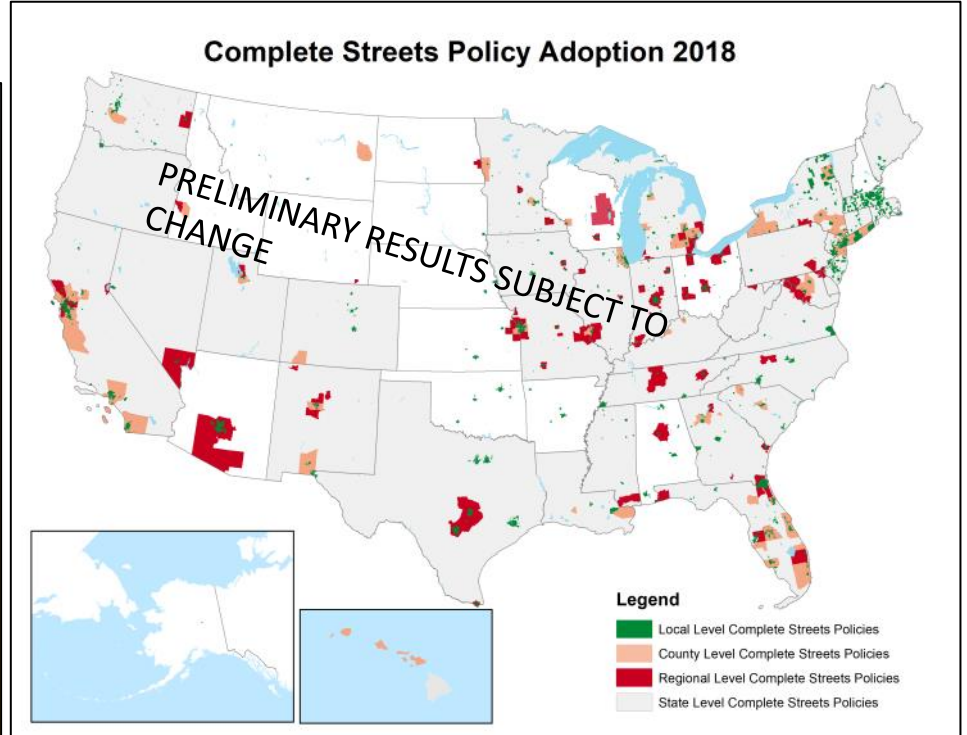 Complete Streets Policy Adoption 2018
PRELIMINARY RESULTS SUBJECT TO
CHANGE
Legend
Local Level Complete Streets Policies
County Level Complete Streets Policies
Regional Level Complete Streets Policies
State Level Complete Streets Policies